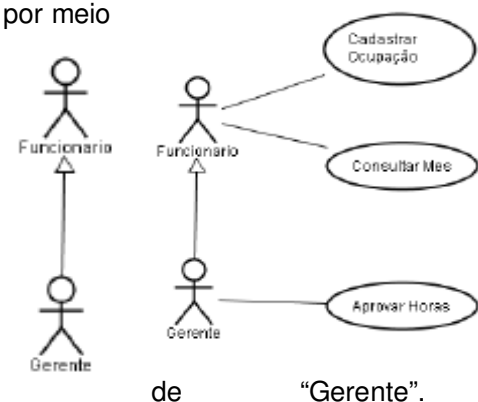 por meio
Cadastrar
Ocupação
Funcionario
Funcionario
Consultar Mes
Aprovar Horas
Gerente
Gerente
de "Gerente".